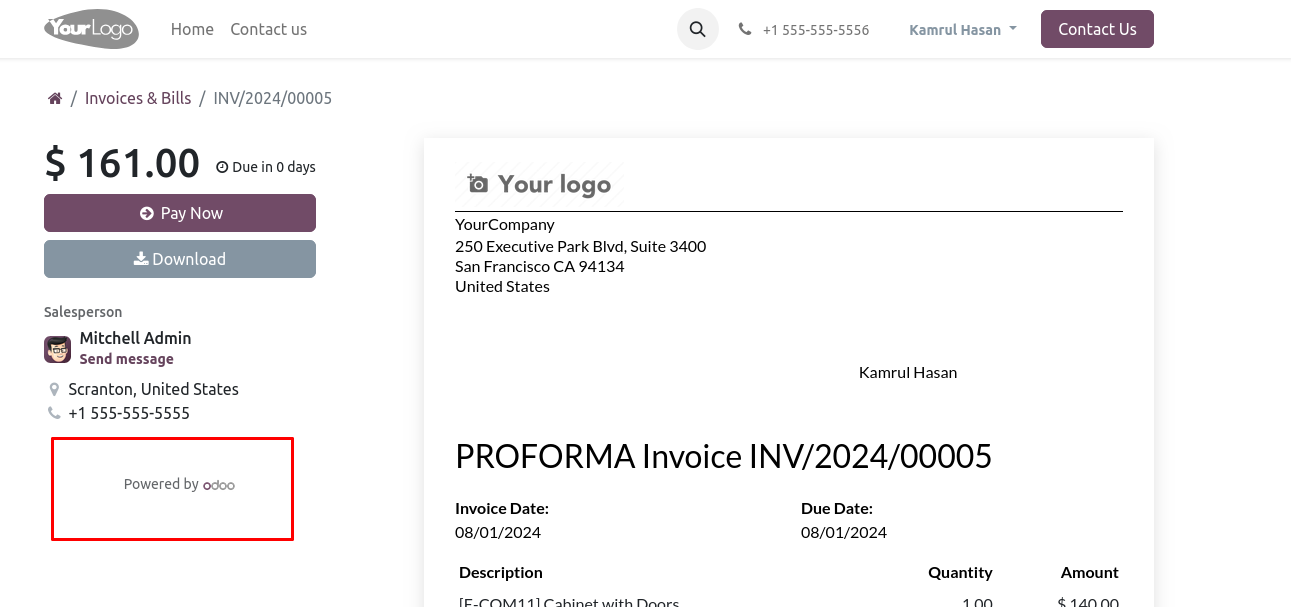 YourLogo
Home
Contact us
+1 555-555-5556
Kamrul Hasan
Contact Us
/ Invoices & Bills / INV/2024/00005
$ 161.00
Due in 0 days
Pay Now
Download
Salesperson
Mitchell Admin
Send message
Scranton, United States
+1 555-555-5555
Powered by odoo
Your logo
YourCompany
250 Executive Park Blvd, Suite 3400
San Francisco CA 94134
United States
Kamrul Hasan
PROFORMA Invoice INV/2024/00005
Invoice Date:
Due Date:
08/01/2024
08/01/2024
Description Quantity Amount
[E-COM11] Cabinet with Doors 1.00 $ 140.00